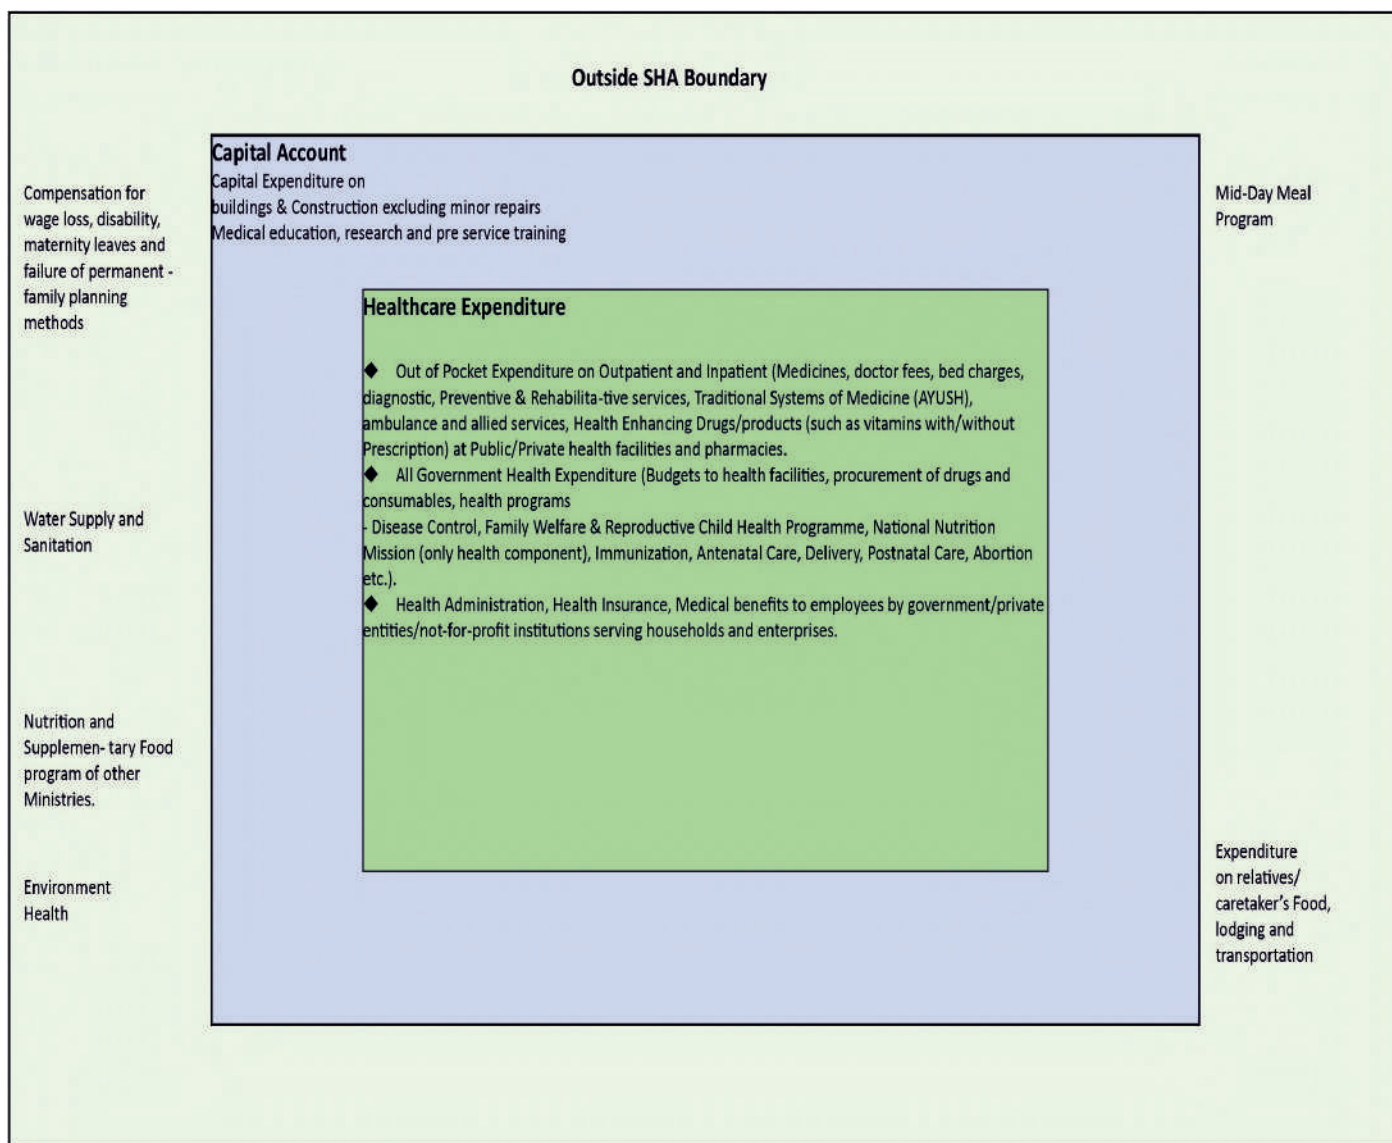 Outside SHA Boundary
Compensation for
wage loss, disability,
maternity leaves and
failure of permanent -
family planning
methods
Water Supply and
Sanitation
Nutrition and
Supplemen- tary Food
program of other
Ministries.
Environment
Health
Capital Account
Capital Expenditure on
buildings & Construction excluding minor repairs
Medical education, research and pre service training
Healthcare Expenditure
◆ Out of Pocket Expenditure on Outpatient and Inpatient (Medicines, doctor fees, bed charges,
diagnostic, Preventive & Rehabilita-tive services, Traditional Systems of Medicine (AYUSH),
ambulance and allied services, Health Enhancing Drugs/products (such as vitamins with/without
Prescription) at Public/Private health facilities and pharmacies.
◆ All Government Health Expenditure (Budgets to health facilities, procurement of drugs and
consumables, health programs
- Disease Control, Family Welfare & Reproductive Child Health Programme, National Nutrition
Mission (only health component), Immunization, Antenatal Care, Delivery, Postnatal Care, Abortion
etc.).
◆ Health Administration, Health Insurance, Medical benefits to employees by government/private
entities/not-for-profit institutions serving households and enterprises.
Mid-Day Meal
Program
Expenditure
on relatives/
caretaker’s Food,
lodging and
transportation